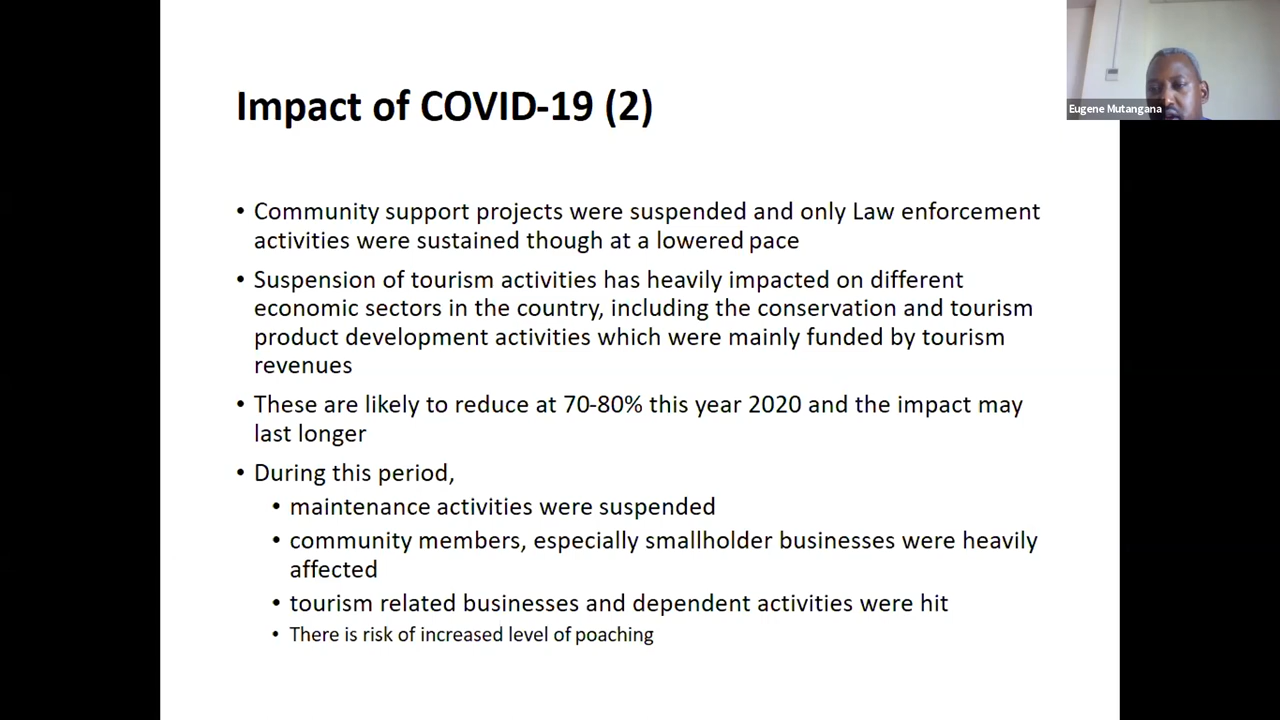 Impact of COVID-19 (2)
Eugene Mutangana
• Community support projects were suspended and only Law enforcement
activities were sustained though at a lowered pace
• Suspension of tourism activities has heavily impacted on different
economic sectors in the country, including the conservation and tourism
product development activities which were mainly funded by tourism
revenues
• These are likely to reduce at 70-80% this year 2020 and the impact may
last longer
• During this period,
• maintenance activities were suspended
• community members, especially smallholder businesses were heavily
affected
• tourism related businesses and dependent activities were hit
• There is risk of increased level of poaching